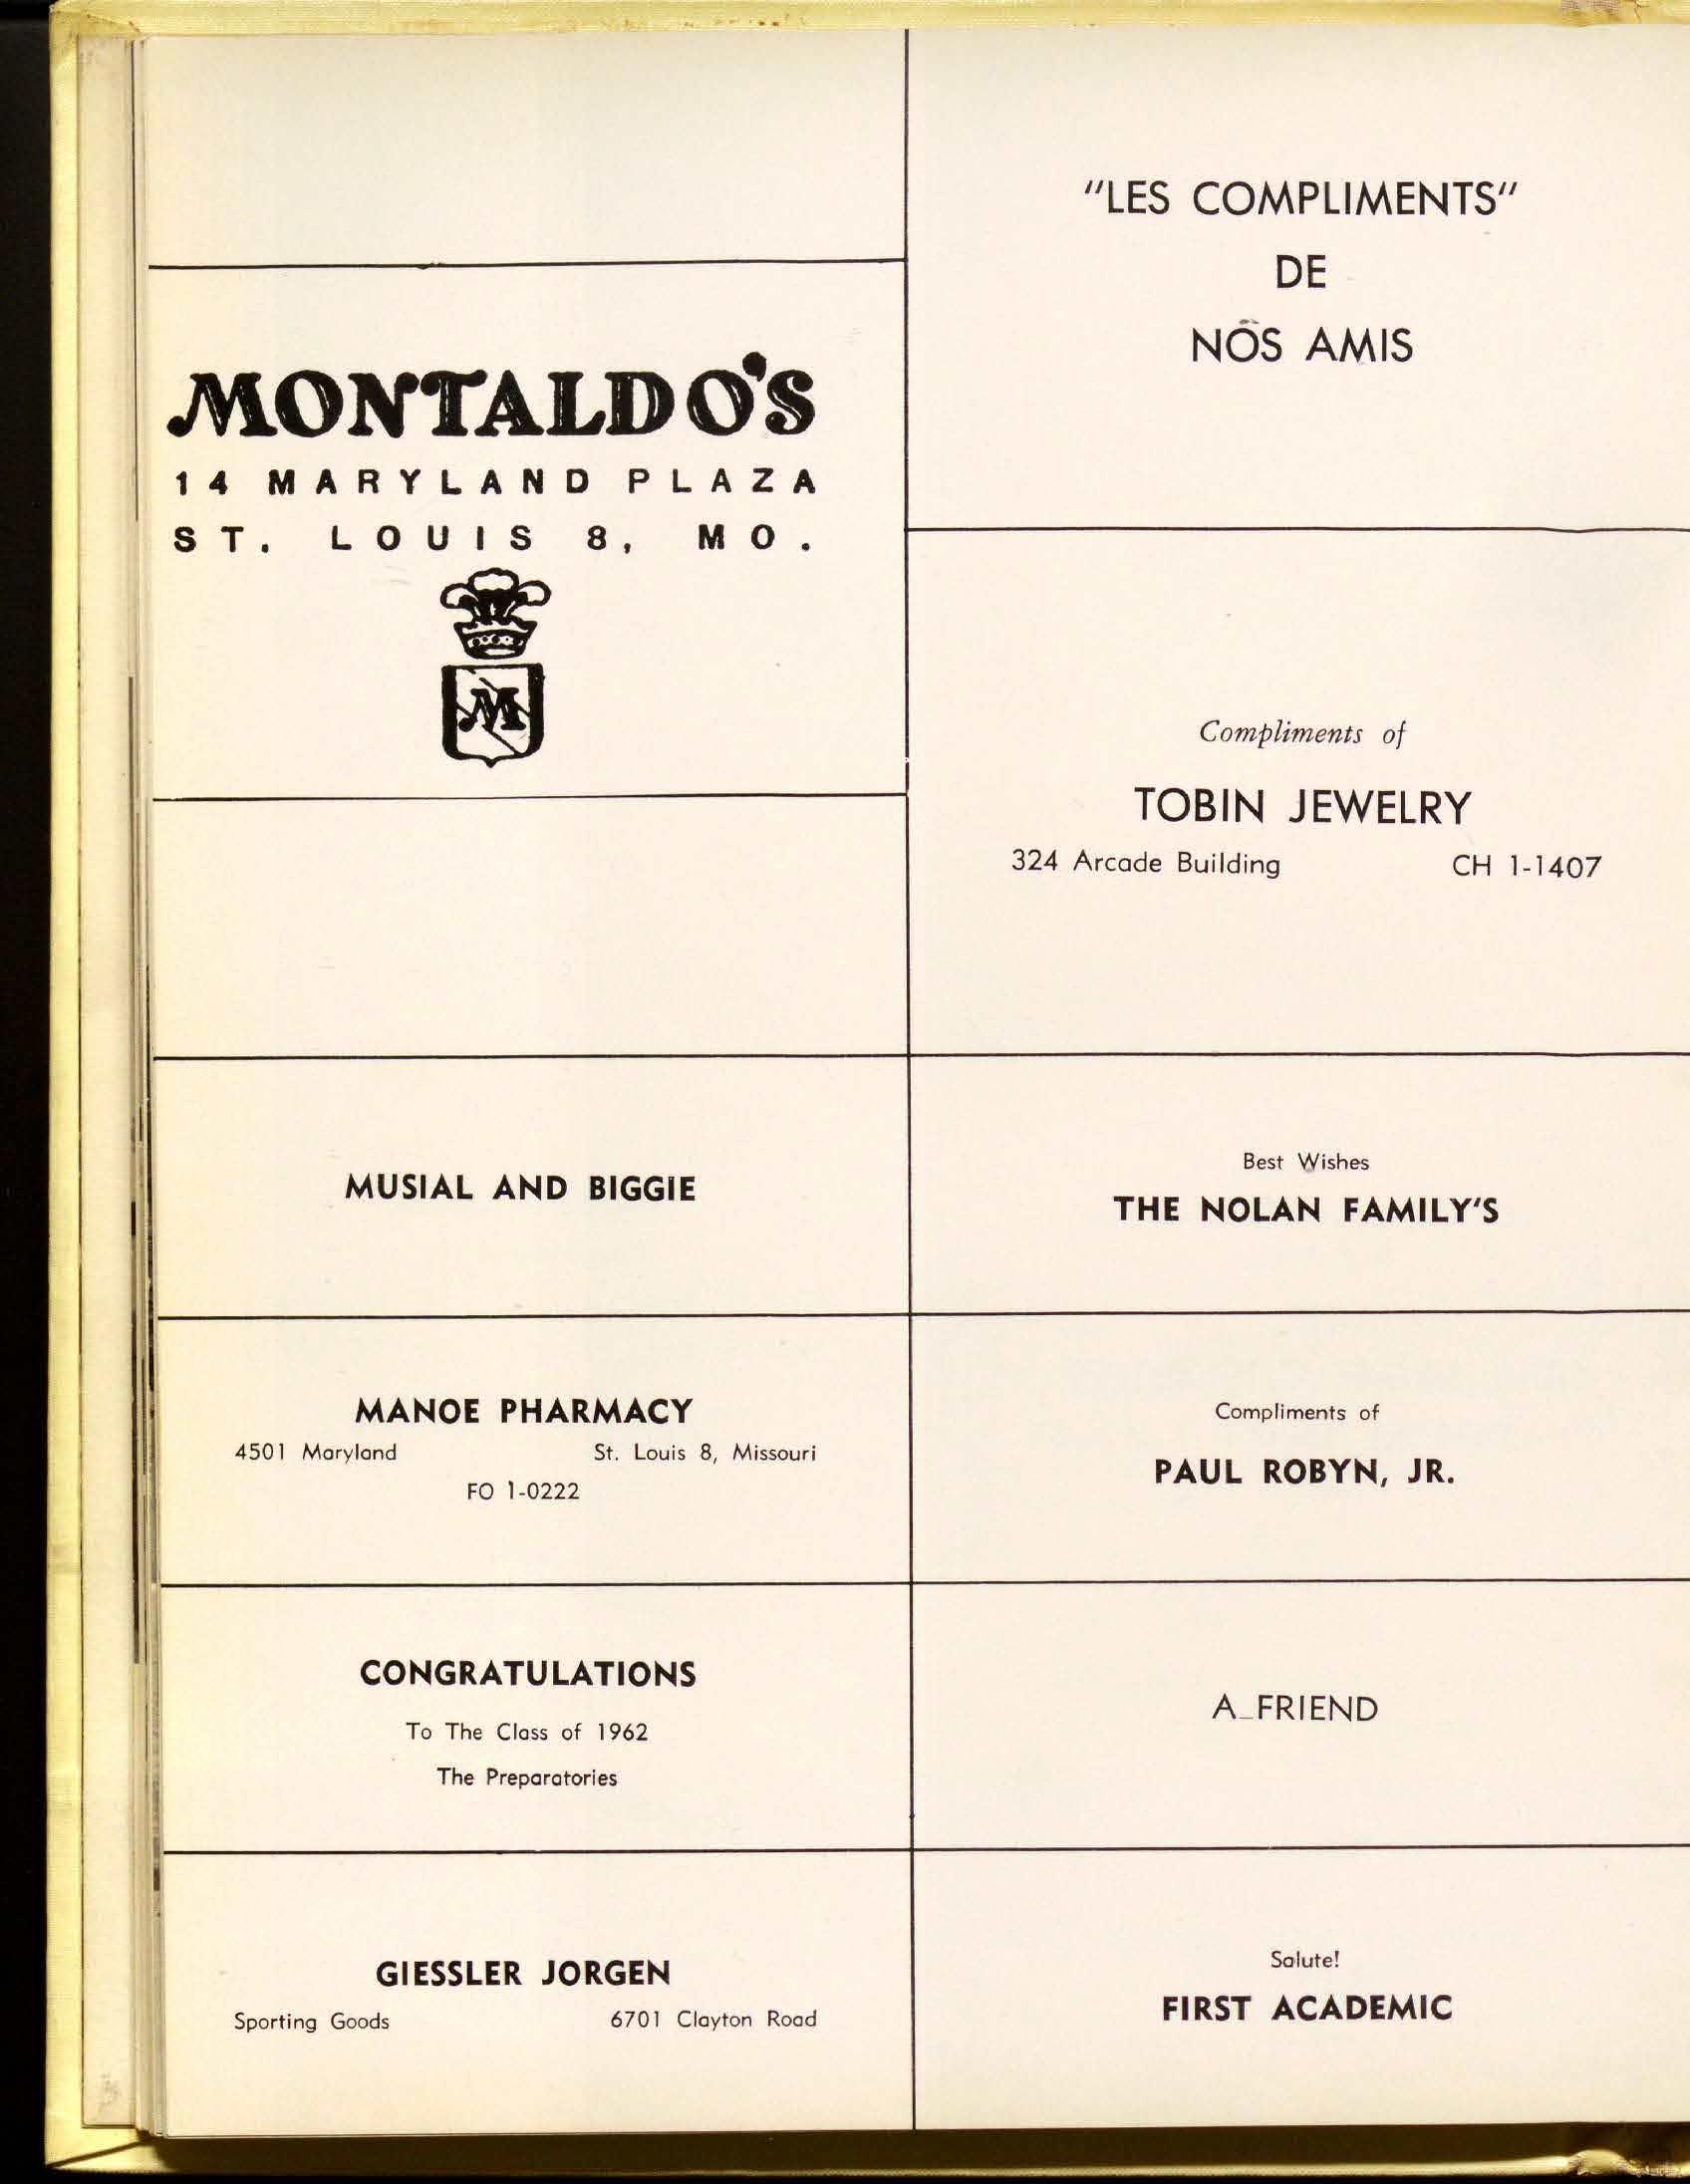 MONTALDO'S
14 MARYLAND PLAZA
ST. LOUIS 8, MO.
M
MUSIAL AND BIGGIE
MANOE PHARMACY
4501 Maryland St. Louis 8, Missouri
FO 1-0222
CONGRATULATIONS
To The Class of 1962
The Preparatories
GIESSLER JORGEN
Sporting Goods 6701 Clayton Road
"LES COMPLIMENTS"
DE
NÔS AMIS
Compliments of
TOBIN JEWELRY
324 Arcade Building CH 1-1407
Best Wishes
THE NOLAN FAMILY'S
Compliments of
PAUL ROBYN, JR.
A_FRIEND
Salute!
FIRST ACADEMIC